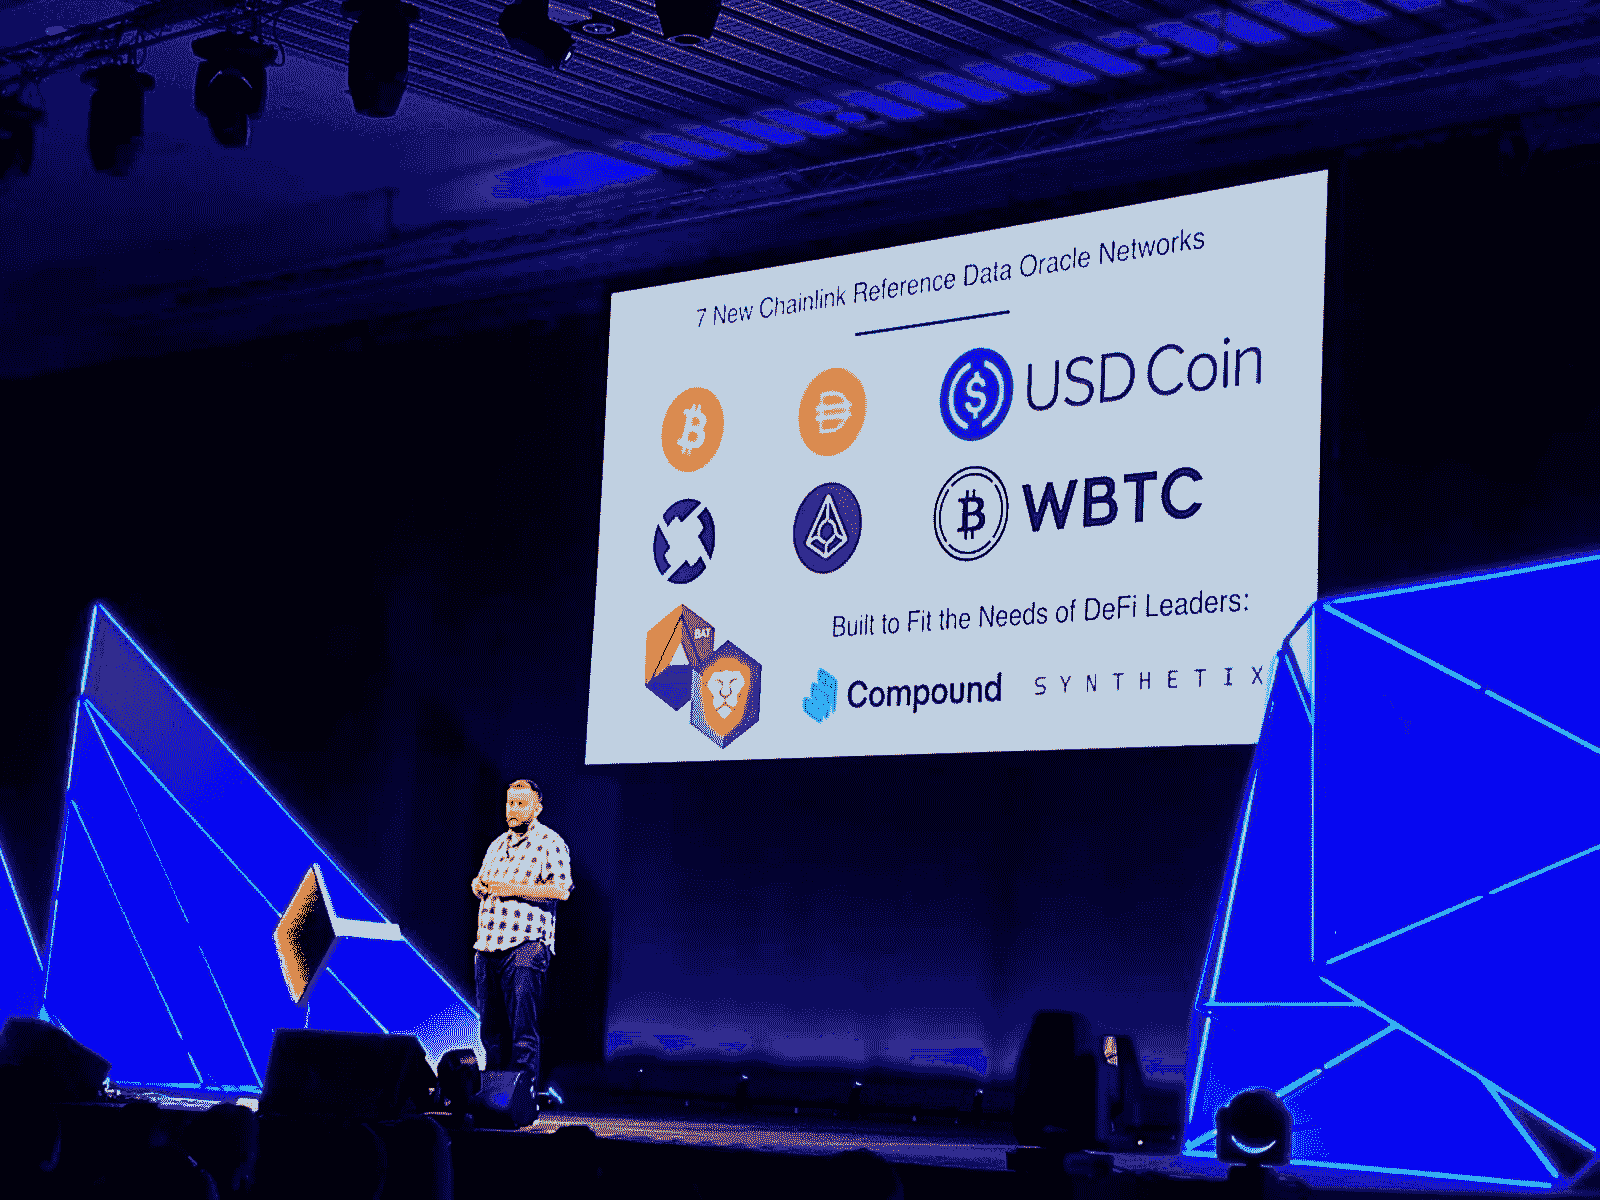 7 New Chainlink Reference Data Oracle Networks
USD Coin
WBTC
BAT
Built to Fit the Needs of DeFi Leaders:
Compound
SYNTHETIX